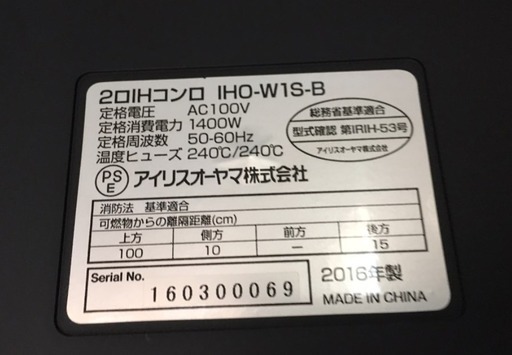 2口IHコンロ IHO-W1S-B
定格電圧 AC100V
定格消費電力 1400W
定格周波数 50-60Hz
温度ヒューズ 240℃/240℃
総務省基準適合
型式確認 第IRIH-53号
アイリスオーヤマ株式会社
PSE アイリスオーヤマ株式会社
消防法 基準適合
可燃物からの離隔距離(cm)
上方 側方 前方 後方
100 10 ― 15
Serial No. 160300069
2016年製
MADE IN CHINA